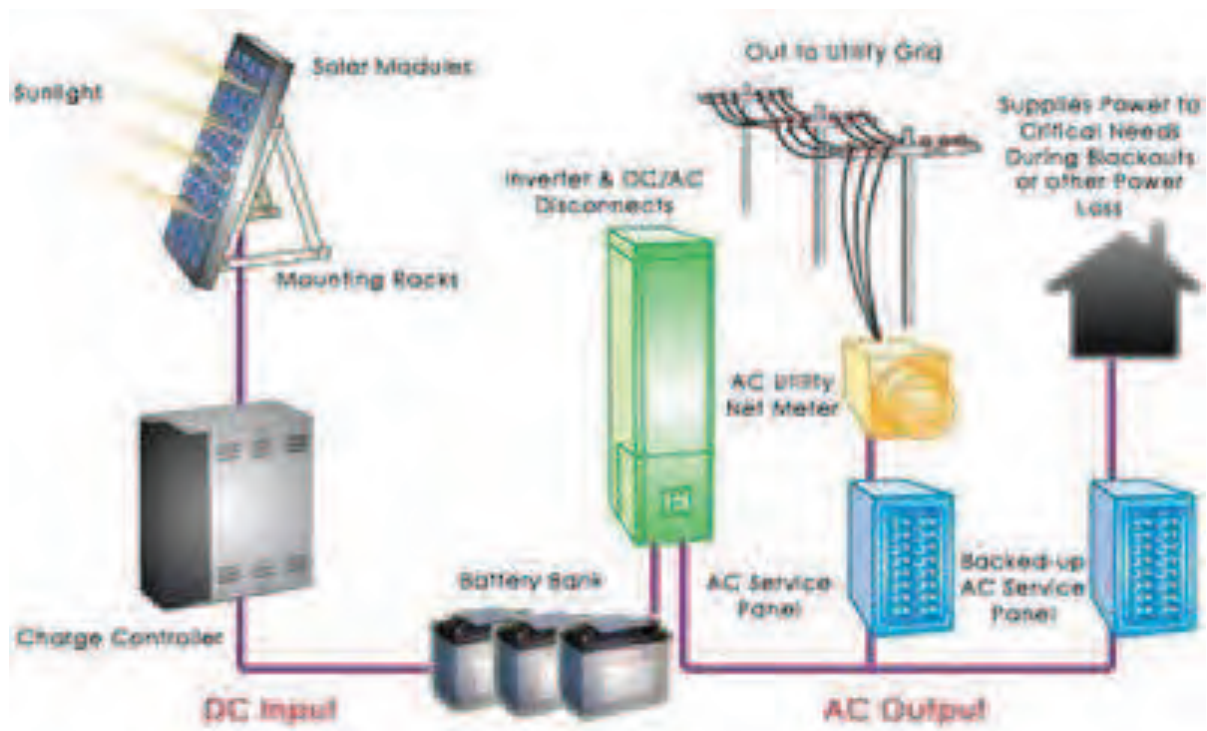 Sunlight
Solar Modules
Mounting Racks
Charge Controller
DC Input
Battery Bank
Inverter & DC/AC
Disconnects
Out to Utility Grid
AC Utility
Net Meter
AC Service
Panel
Supplies Power to
Critical Needs
During Blackouts
or other Power
Loss
Backed-up
AC Service
Panel
AC Output